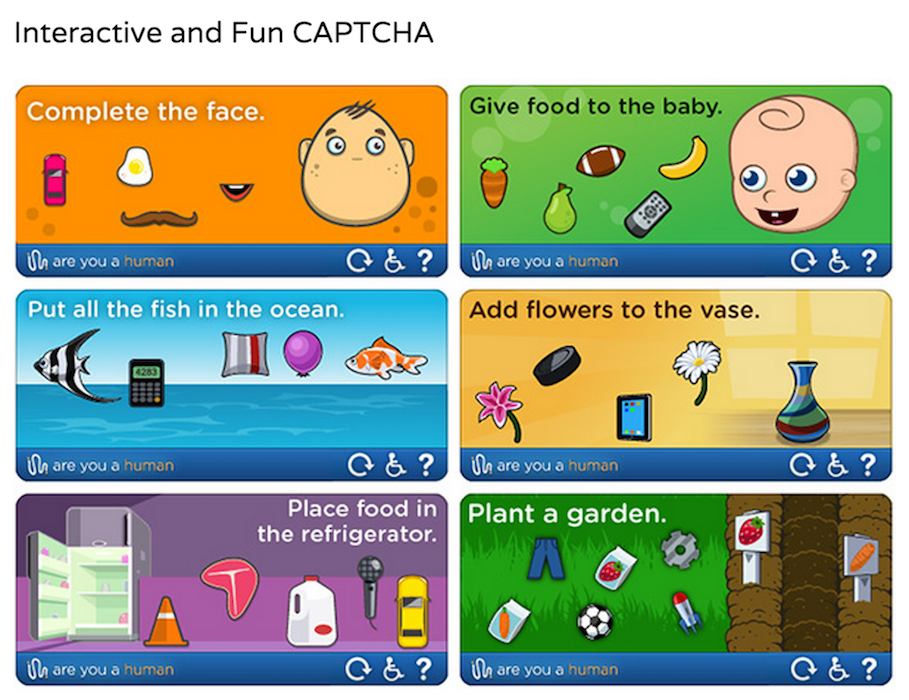 Interactive and Fun CAPTCHA
Complete the face.
are you a human
?
Give food to the baby.
are you a human
?
Put all the fish in the ocean.
4283
are you a human
?
Add flowers to the vase.
are you a human
?
Place food in
the refrigerator.
are you a human
?
Plant a garden.
are you a human
?